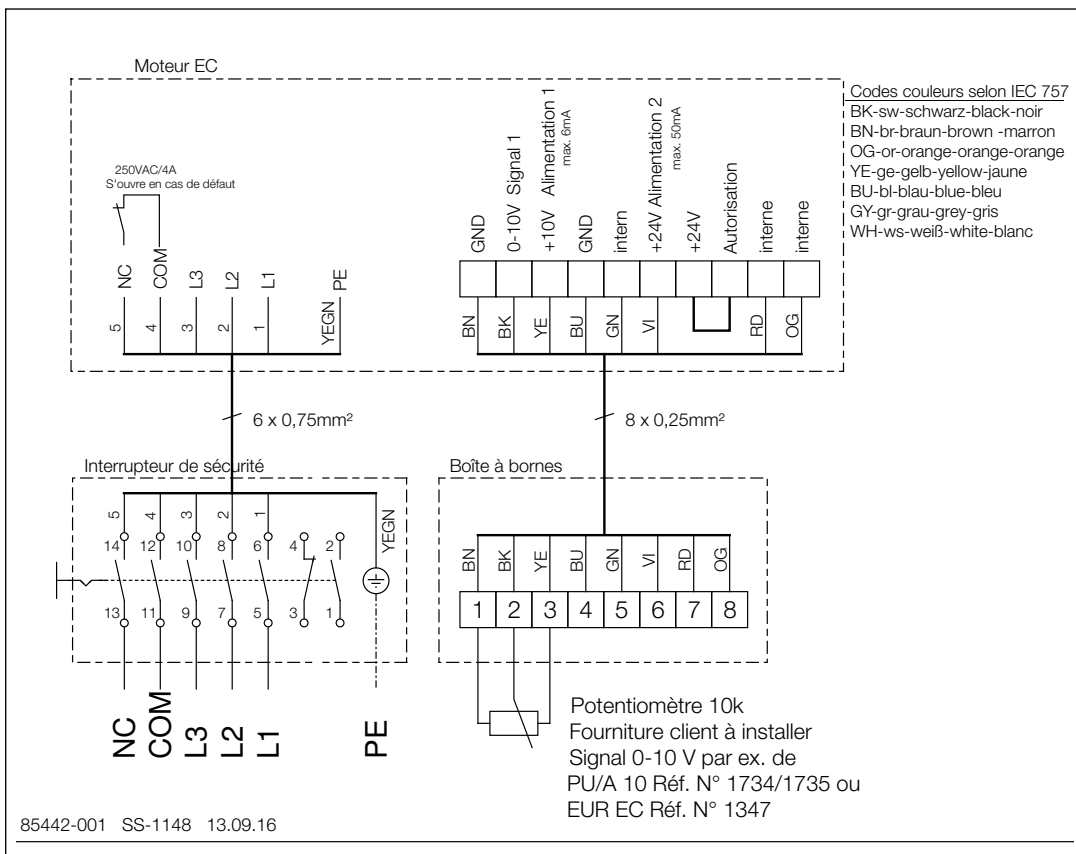 Moteur EC
Codes couleurs selon IEC 757
BK-sw-schwarz-black-noir
BN-br-braun-brown -marron
OG-or-orange-orange-orange
YE-ge-gelb-yellow-jaune
BU-bl-blau-blue-bleu
GY-gr-grau-grey-gris
WH-ws-weiß-white-blanc
250VAC/4A
S'ouvre en cas de défaut
NC
COM
L3
L2
L1
PE
5
4
3
2
1
YEGN
GND
0-10V Signal 1
+10V Alimentation 1
max. 6mA
GND
intern
+24V Alimentation 2
max. 50mA
+24V
Autorisation
interne
interne
BN
BK
YE
BU
GN
VI
RD
OG
6 x 0,75mm²
8 x 0,25mm²
Interrupteur de sécurité
5
4
3
2
1
YEGN
14
12
10
8
6
4
2
13
11
9
7
5
3
1
NC
COM
L3
L2
L1
PE
Boîte à bornes
BN
BK
YE
BU
GN
VI
RD
OG
1 2 3 4 5 6 7 8
Potentiomètre 10k
Fourniture client à installer
Signal 0-10 V par ex. de
PU/A 10 Réf. N° 1734/1735 ou
EUR EC Réf. N° 1347
85442-001 SS-1148 13.09.16